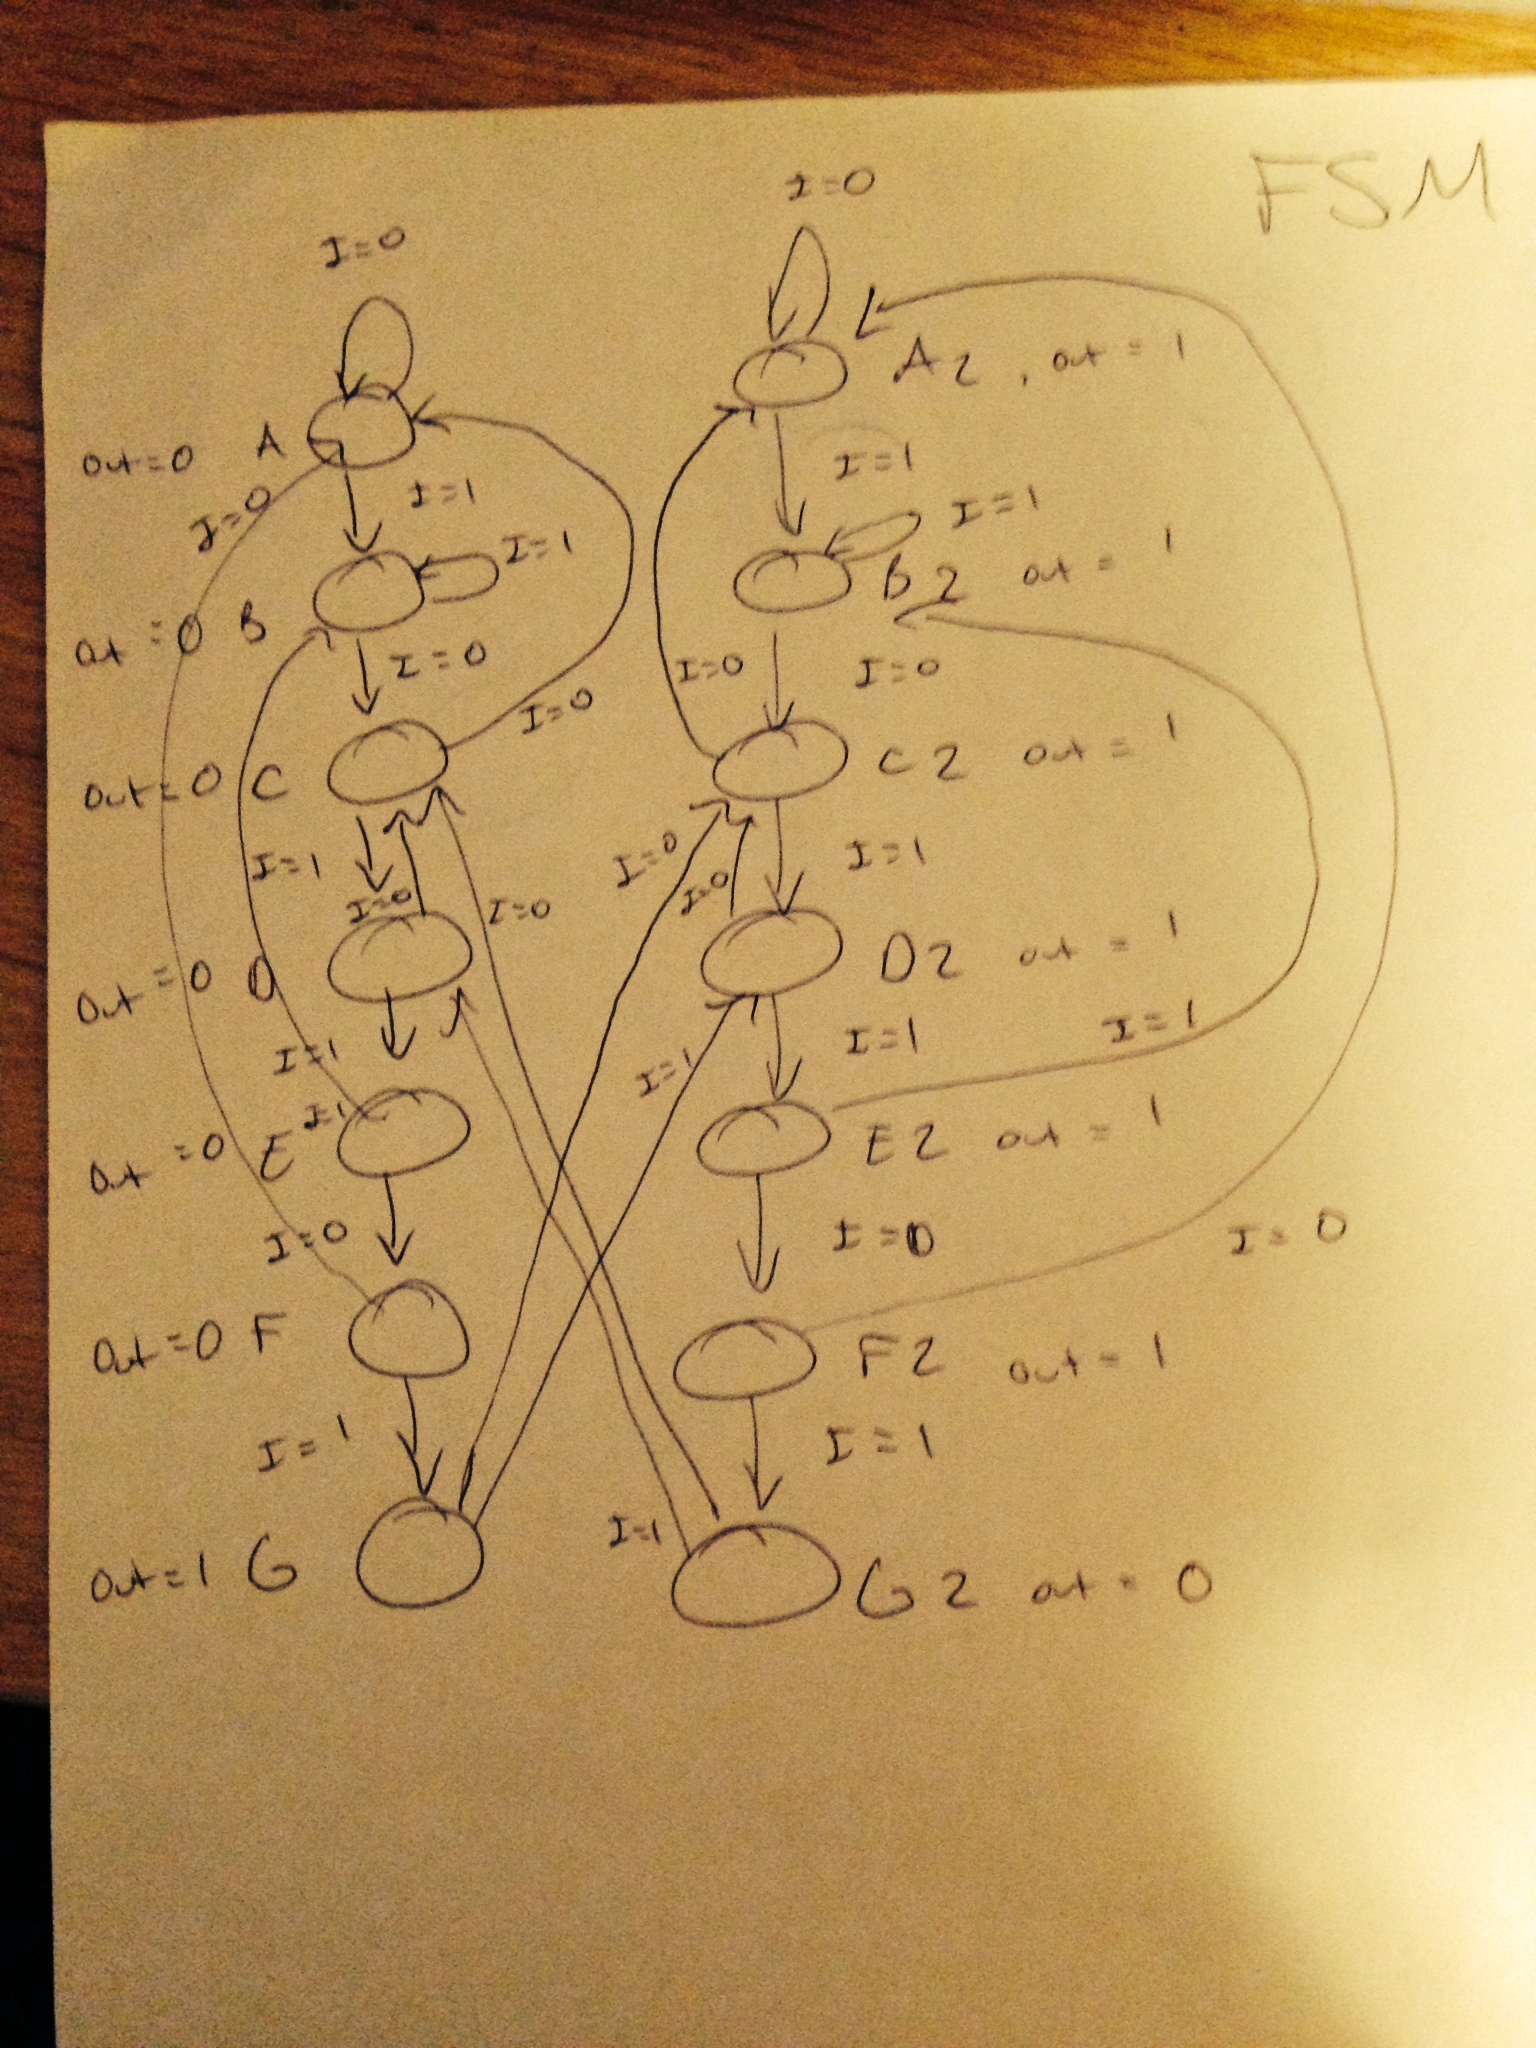 FSM
I=0
I=0
A2, out = 1
out=0 A
I=0
I=1
I=1
I=1
I=1
B2 out = 1
out=0 B
I=0
I=0
I=0
I=0
C2 out = 1
out=0 C
I=1
I=0
I=0
I=0
I=0
I=1
D2 out = 1
out=0 D
I=1
I=1
I=1
I=1
I=1
E2 out = 1
out=0 E
I=0
I=0
I=0
F2 out = 1
out=0 F
I=1
I=1
I=1
out=1 G
G2 out = 0